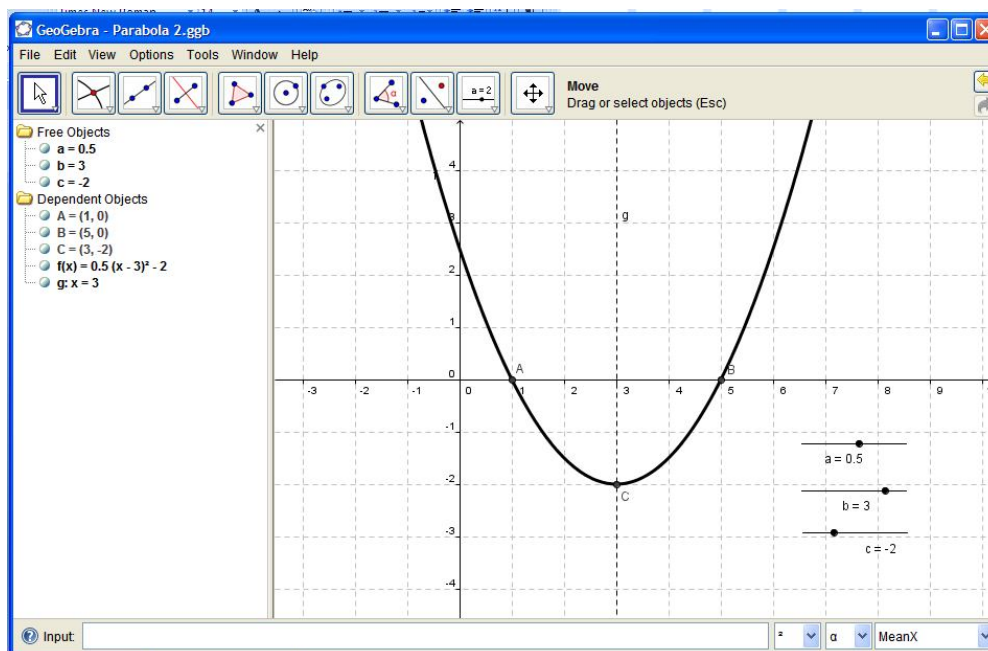 GeoGebra - Parabola 2.ggb
File Edit View Options Tools Window Help
a = 2
Move
Drag or select objects (Esc)
Free Objects
a = 0.5
b = 3
c = -2
Dependent Objects
A = (1, 0)
B = (5, 0)
C = (3, -2)
f(x) = 0.5 (x - 3)² - 2
g: x = 3
4
3
g
2
1
0
A
B
-3 -2 -1 0 1 2 3 4 5 6 7 8 9
-1
a = 0.5
-2
C
b = 3
-3
c = -2
-4
Input:
²
α
MeanX